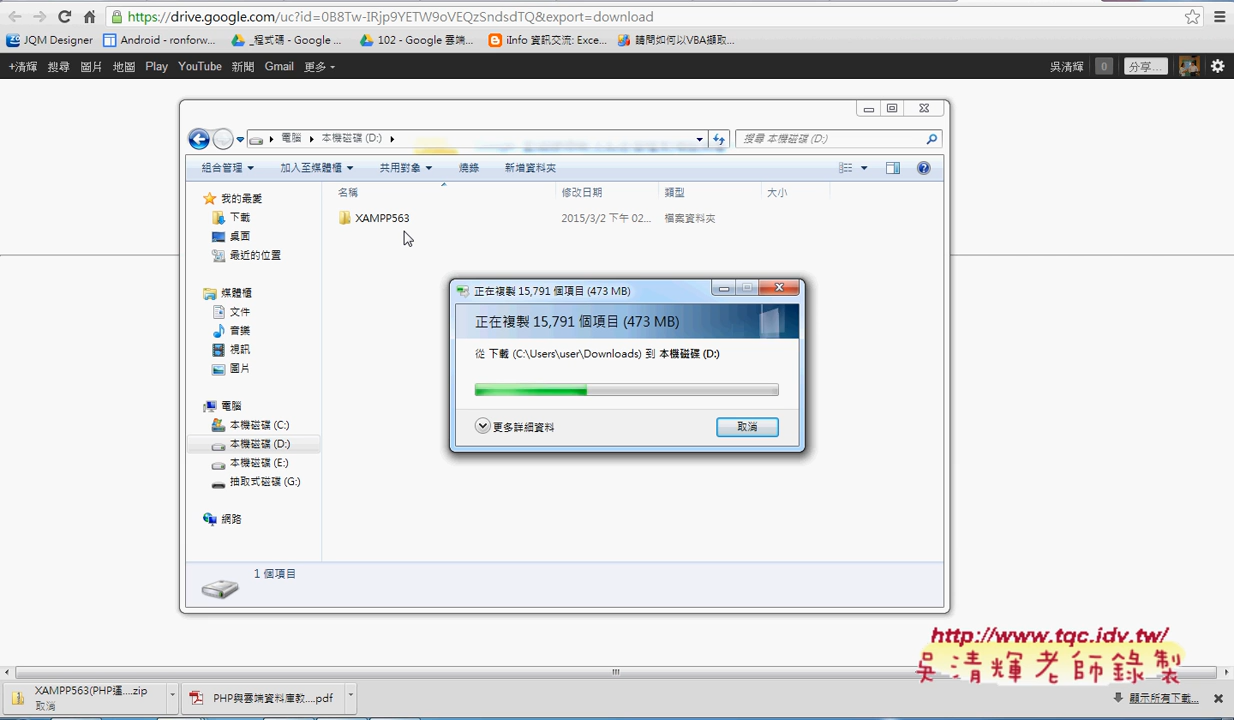 https://drive.google.com/uc?id=0B8Tw-IRjp9YETW9oVEQzSndsdTQ&export=download
JQM Designer
Android - ronforw...
_程式碼 - Google ...
102 - Google 雲端...
iInfo 資訊交流: Exce...
請問如何以VBA擷取...
+清輝 搜尋 圖片 地圖 Play YouTube 新聞 Gmail 更多
吳清輝 0 分享...
電腦 本機磁碟 (D:)
搜尋 本機磁碟 (D:)
組合管理 加入至媒體櫃 共用對象 燒錄 新增資料夾
名稱 修改日期 類型 大小
XAMPP563 2015/3/2 下午 02... 檔案資料夾
我的最愛
下載
桌面
最近的位置
媒體櫃
文件
音樂
視訊
圖片
電腦
本機磁碟 (C:)
本機磁碟 (D:)
本機磁碟 (E:)
抽取式磁碟 (G:)
網路
正在複製 15,791 個項目 (473 MB)
正在複製 15,791 個項目 (473 MB)
從 下載 (C:\Users\user\Downloads) 到 本機磁碟 (D:)
更多詳細資料
取消
1 個項目
http://www.tqc.idv.tw/
吳清輝老師錄製
XAMPP563(PHP邁....zip
取消
PHP與雲端資料庫教....pdf
顯示所有下載...